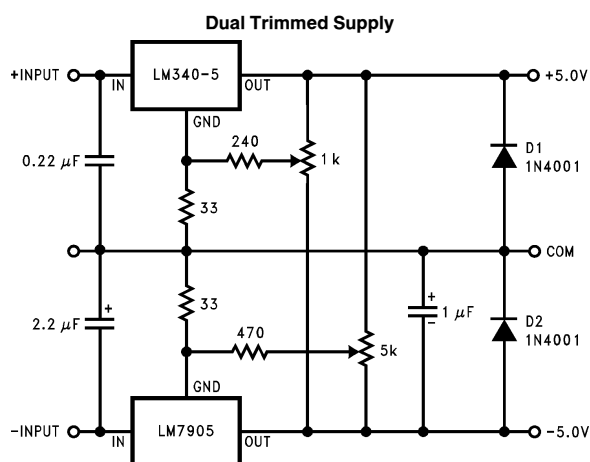 Dual Trimmed Supply
+INPUT
IN
LM340-5
OUT
+5.0V
GND
240
1k
D1
1N4001
0.22 μF
33
COM
33
+
2.2 μF
+
1 μF
−
D2
1N4001
470
5k
GND
−INPUT
IN
LM7905
OUT
−5.0V